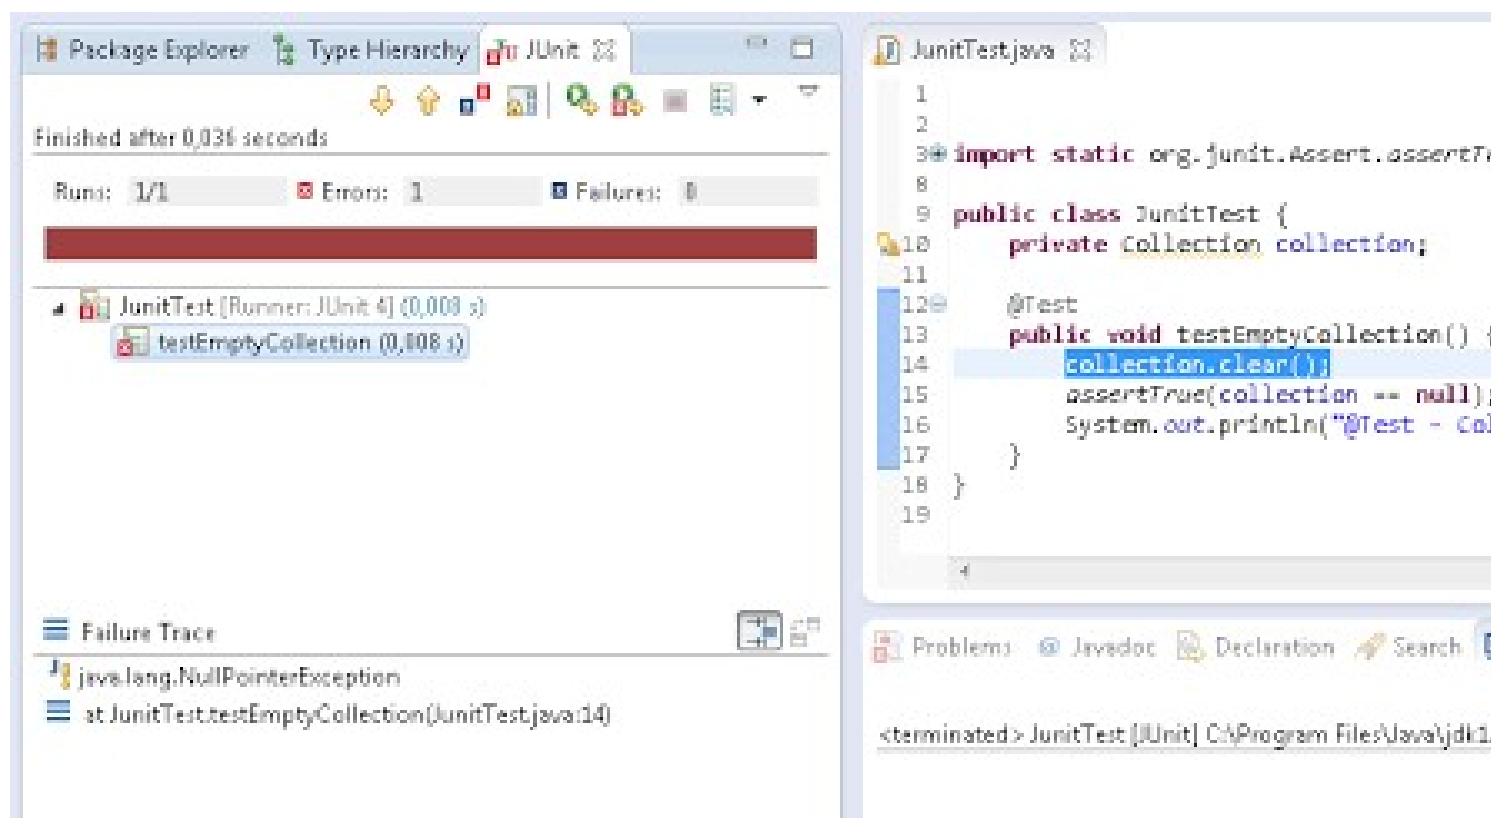 Package Explorer Type Hierarchy JUnit
Finished after 0,036 seconds
Runs: 1/1 Errors: 1 Failures: 0
JunitTest [Runner: JUnit 4] (0,008 s)
testEmptyCollection (0,008 s)
Failure Trace
java.lang.NullPointerException
at JunitTest.testEmptyCollection(JunitTest.java:14)
JunitTest.java
1
2
3 import static org.junit.Assert.assertTr
8
9 public class JunitTest {
10 private Collection collection;
11
12 @Test
13 public void testEmptyCollection() {
14 collection.clear();
15 assertTrue(collection == null);
16 System.out.println("@Test - Col
17 }
18 }
19
Problems Javadoc Declaration Search
<terminated> JunitTest [JUnit] C:\Program Files\Java\jdk1.